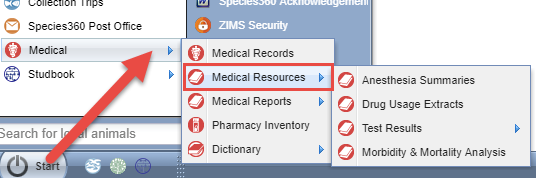 Collection Trips
Species360 Post Office
Medical
Studbook
Search for local animals
Start
Species360 Acknowledgement
ZIMS Security
Medical Records
Medical Resources
Medical Reports
Pharmacy Inventory
Dictionary
Anesthesia Summaries
Drug Usage Extracts
Test Results
Morbidity & Mortality Analysis